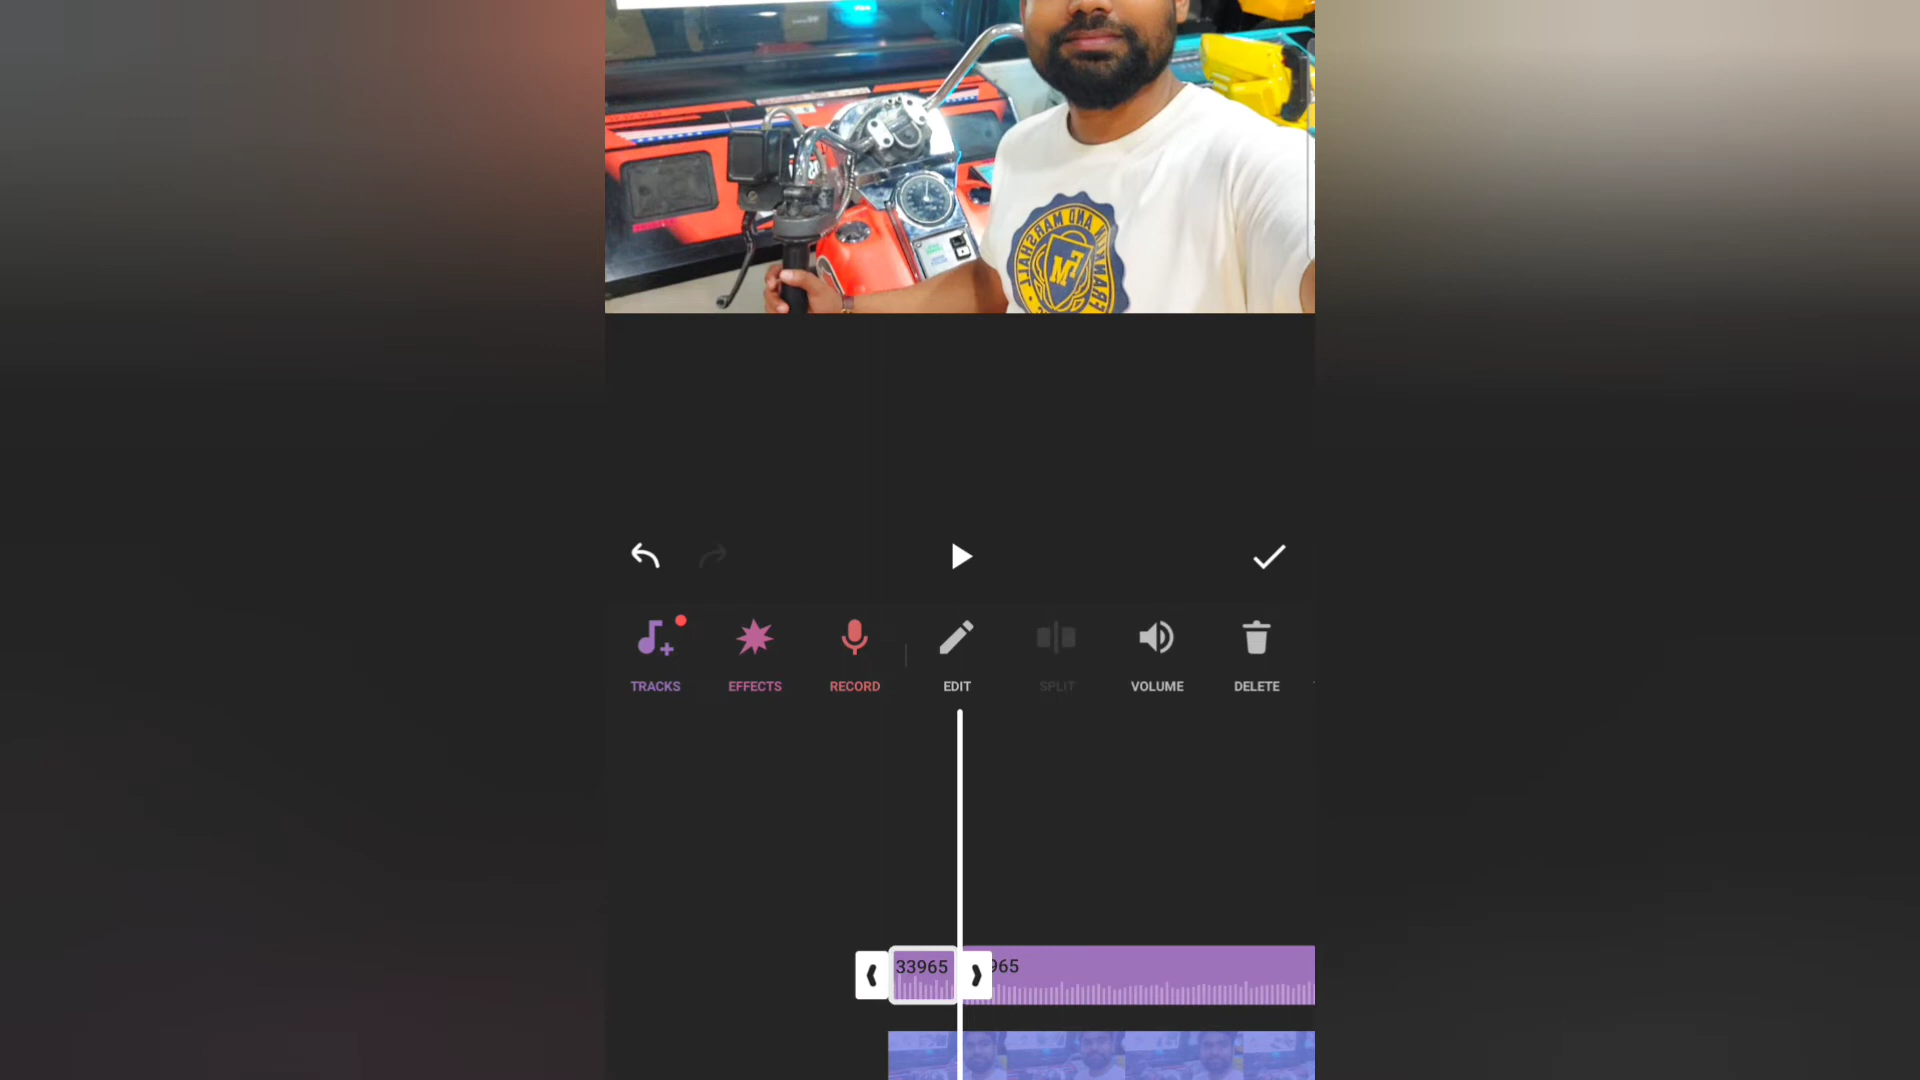 TRACKS
EFFECTS
RECORD
EDIT
SPLIT
VOLUME
DELETE
33965
965